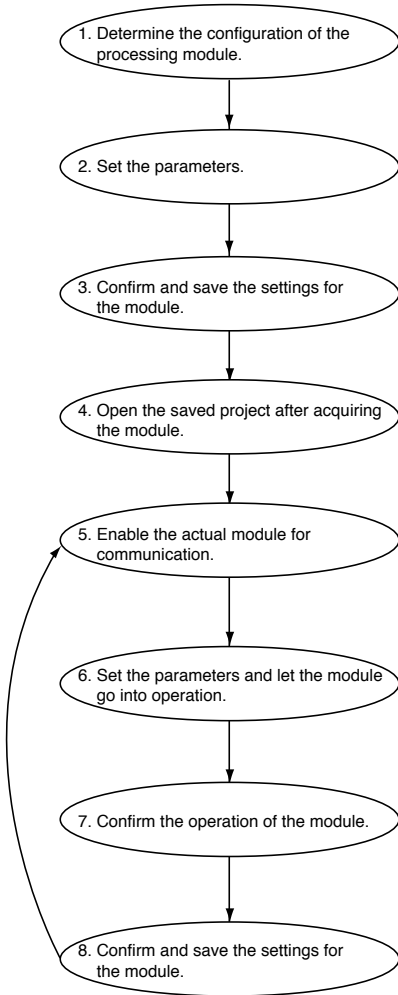 1. Determine the configuration of the
processing module.
2. Set the parameters.
3. Confirm and save the settings for
the module.
4. Open the saved project after acquiring
the module.
5. Enable the actual module for
communication.
6. Set the parameters and let the module
go into operation.
7. Confirm the operation of the module.
8. Confirm and save the settings for
the module.